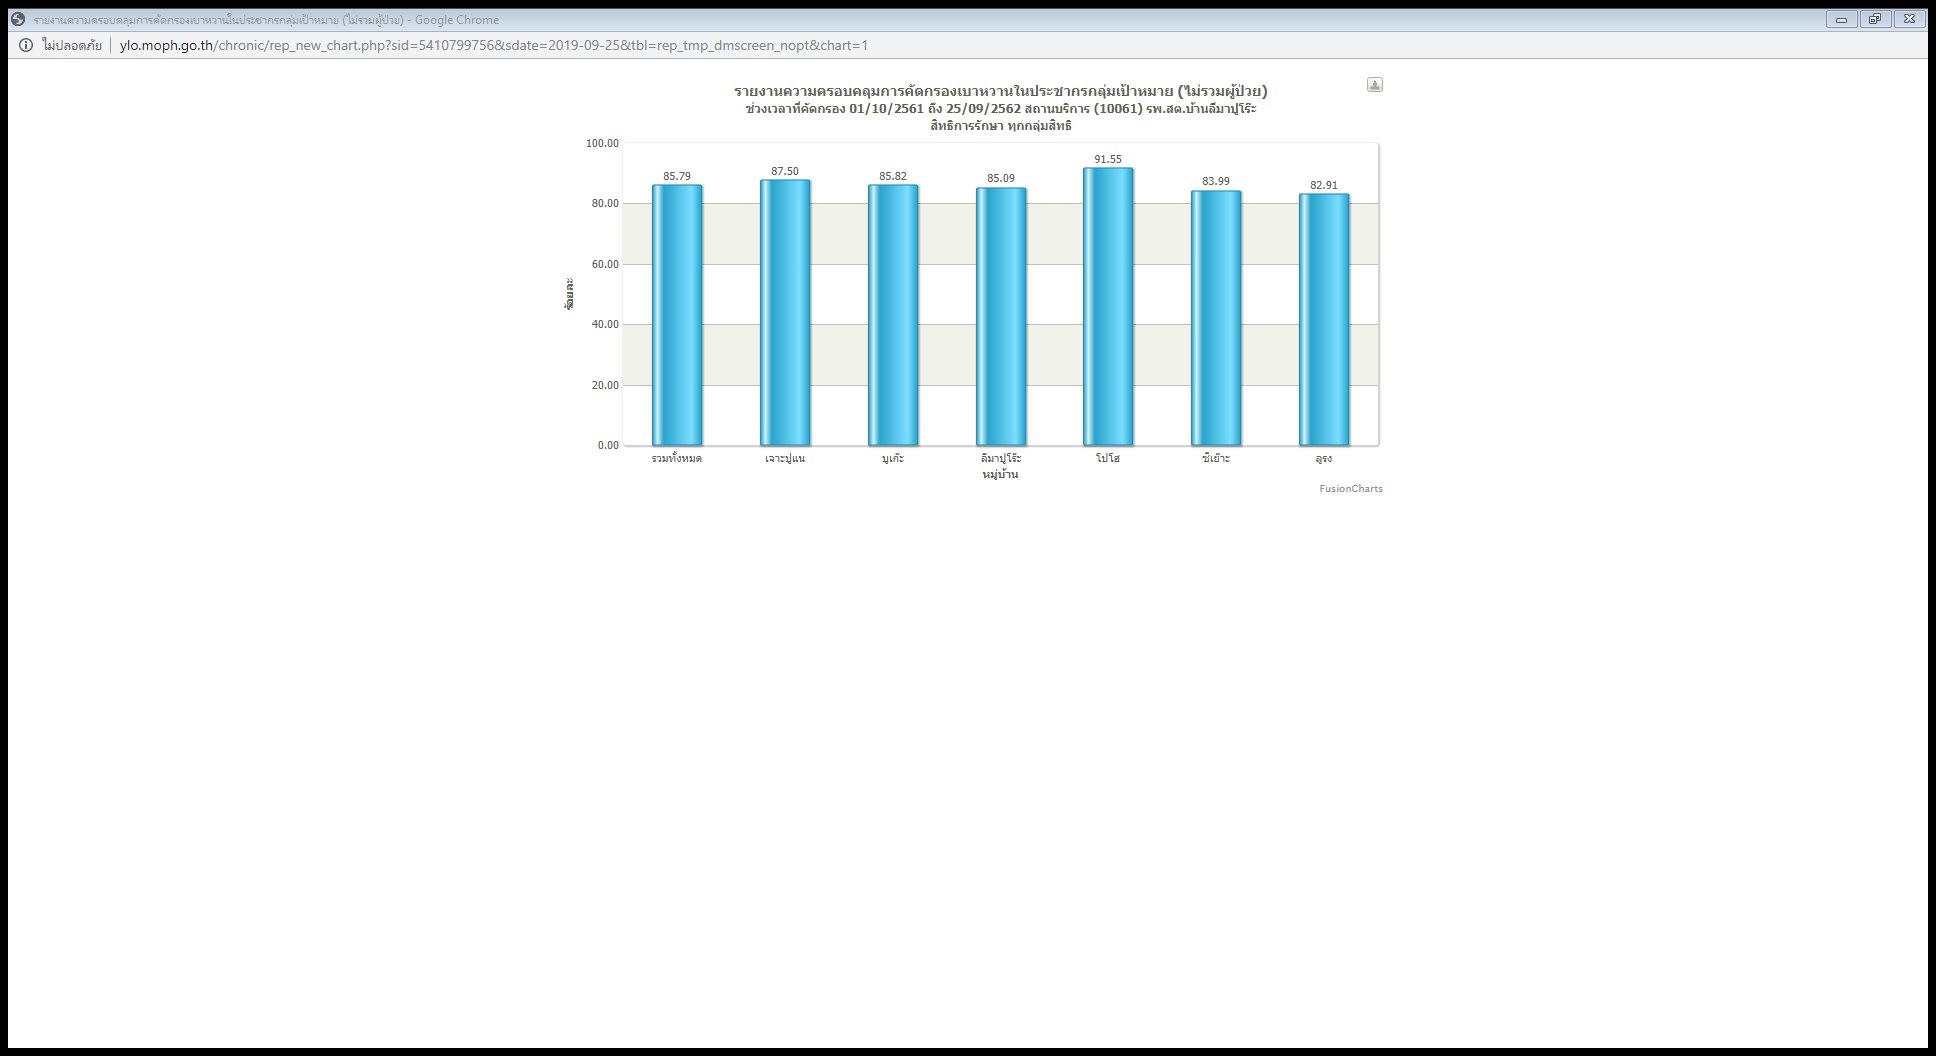 รายงานความครอบคลุมการคัดกรองเบาหวานในประชากรกลุ่มเป้าหมาย (ไม่รวมผู้ป่วย) - Google Chrome
ไม่ปลอดภัย | ylo.moph.go.th/chronic/rep_new_chart.php?sid=5410799756&sdate=2019-09-25&tbl=rep_tmp_dmscreen_nopt&chart=1
รายงานความครอบคลุมการคัดกรองเบาหวานในประชากรกลุ่มเป้าหมาย (ไม่รวมผู้ป่วย)
ช่วงเวลาที่คัดกรอง 01/10/2561 ถึง 25/09/2562 สถานบริการ (10061) รพ.สต.บ้านลีมาปูโร๊ะ
สิทธิการรักษา ทุกกลุ่มสิทธิ
100.00
80.00
60.00
40.00
20.00
0.00
ร้อยละ
85.79 87.50 85.82 85.09 91.55 83.99 82.91
รวมทั้งหมด เจาะปูแน บูเก๊ะ ลีมาปูโร๊ะ โปโฮ ซีเย๊าะ ลูรง
หมู่บ้าน
FusionCharts